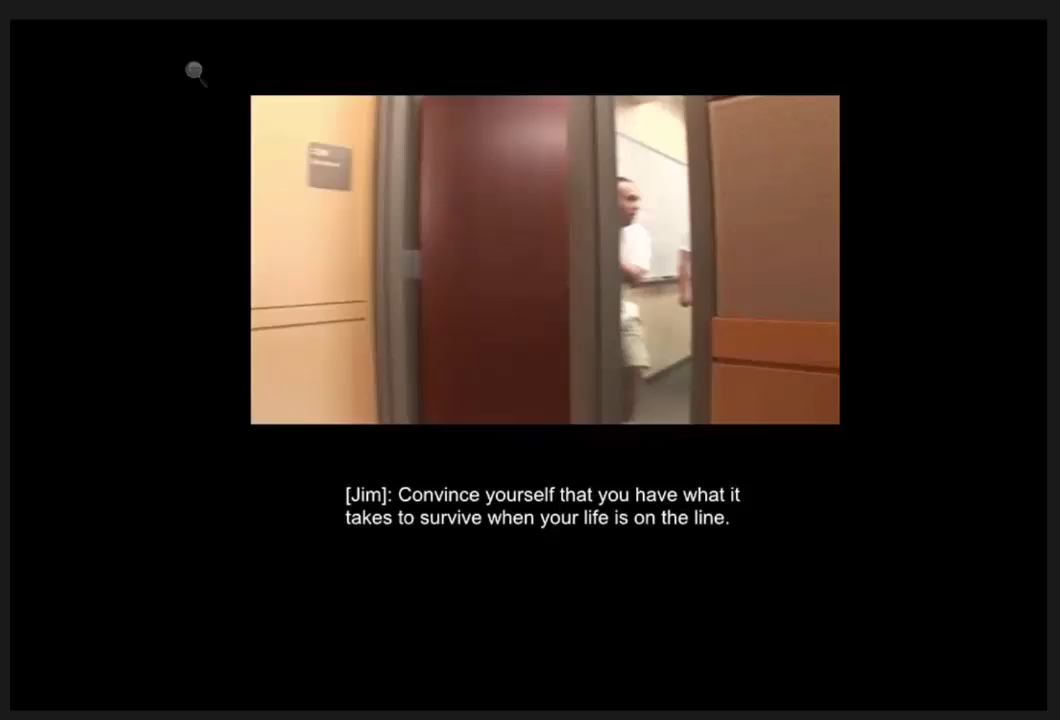 [Jim]: Convince yourself that you have what it
takes to survive when your life is on the line.